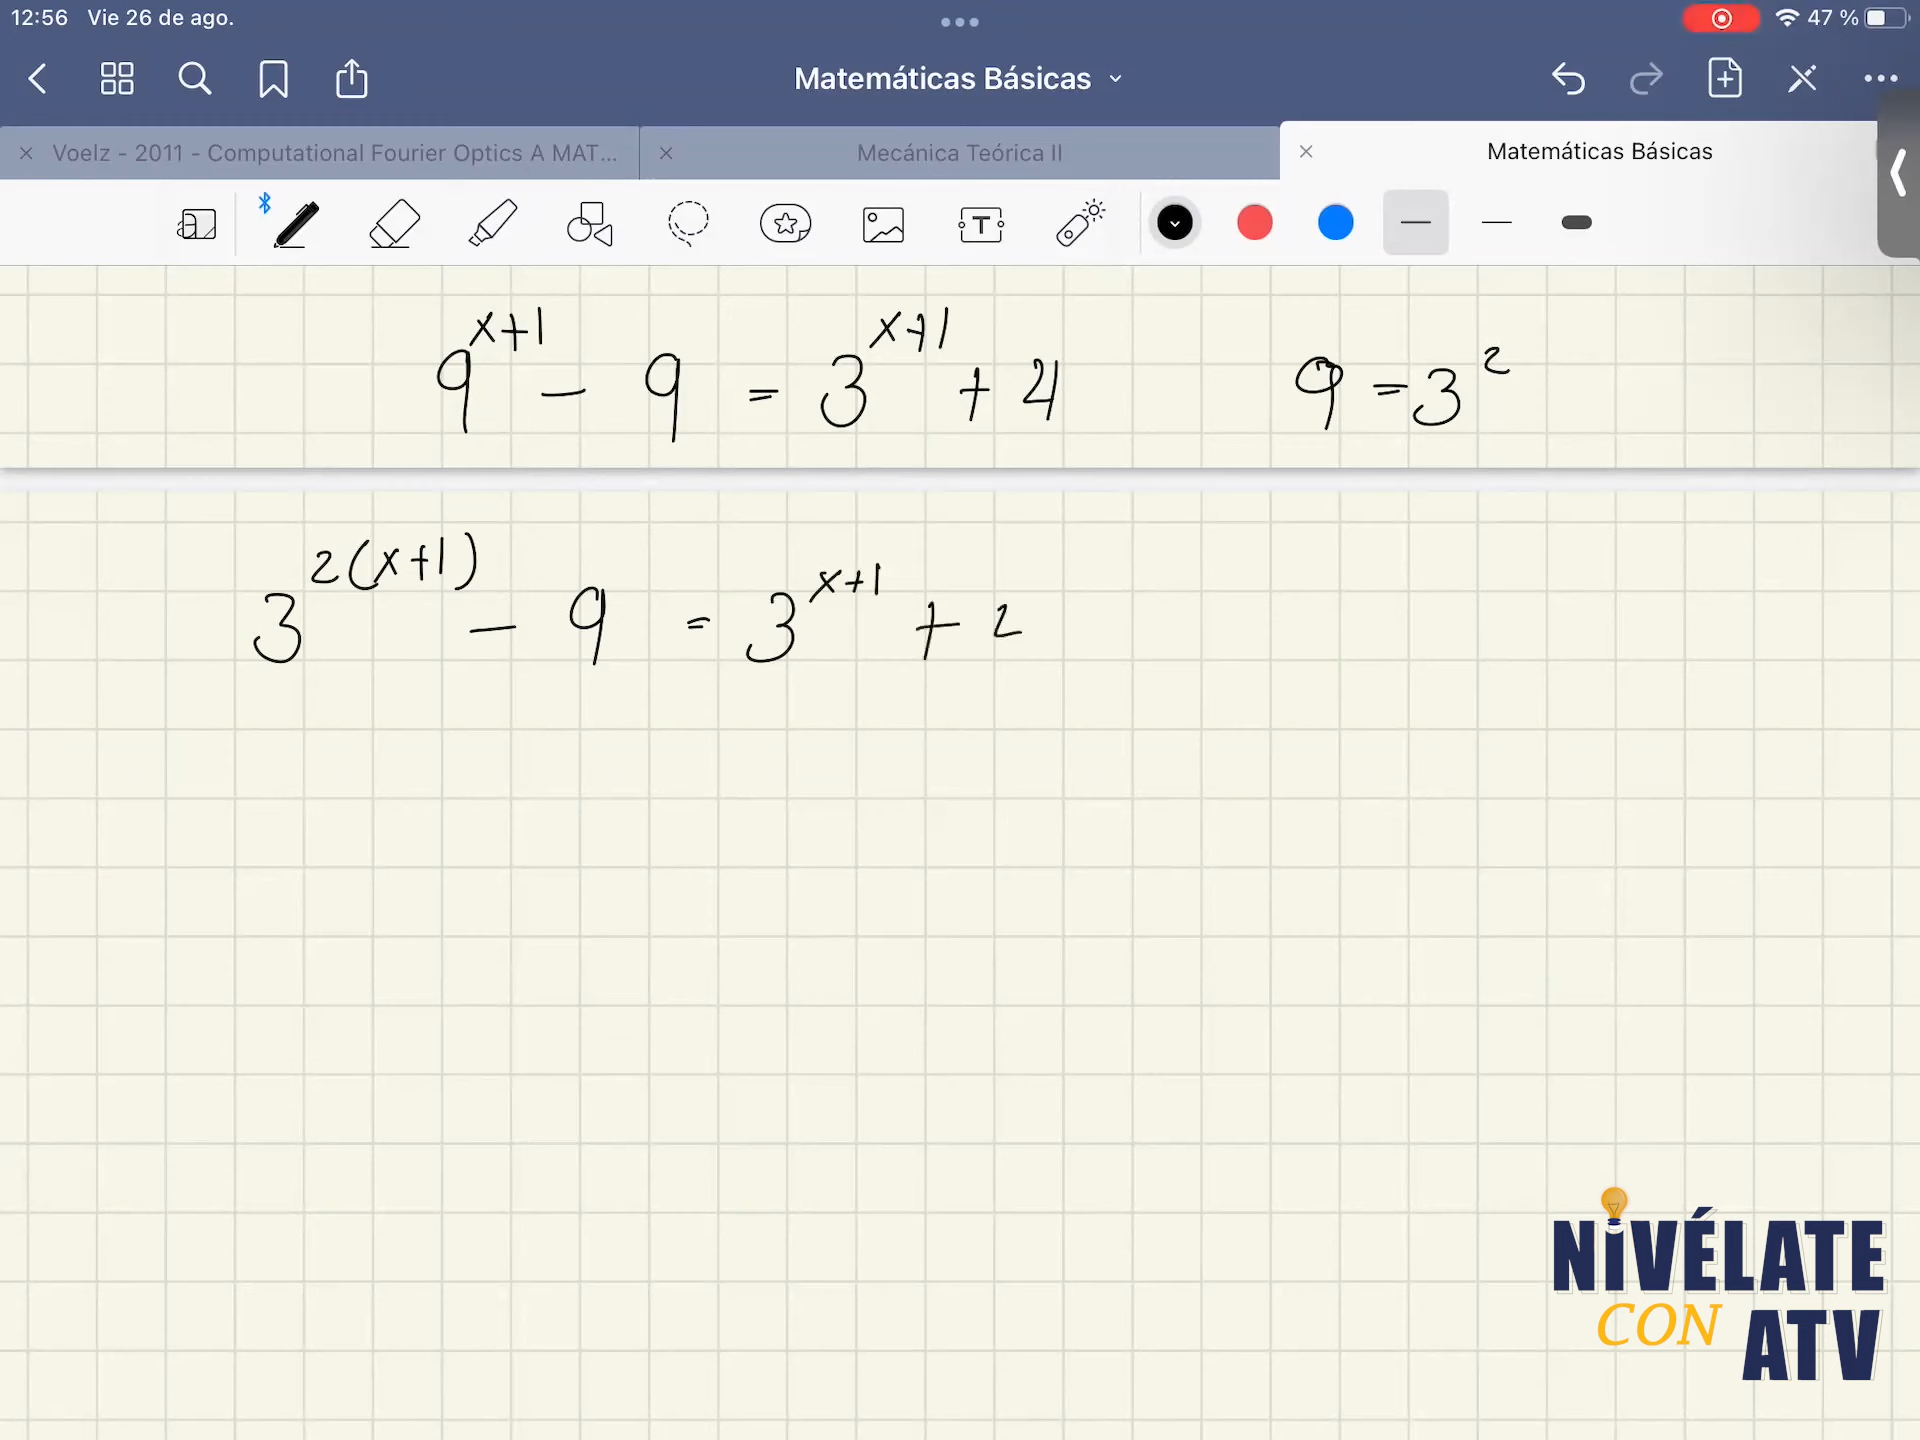 12:56 Vie 26 de ago. 47 %
Matemáticas Básicas
Voelz - 2011 - Computational Fourier Optics A MAT... Mecánica Teórica II Matemáticas Básicas
9^{x+1} - 9 = 3^{x+1} + 4 9 = 3^2
3^{2(x+1)} - 9 = 3^{x+1} + 2
NiVÉLATE
CON
ATV